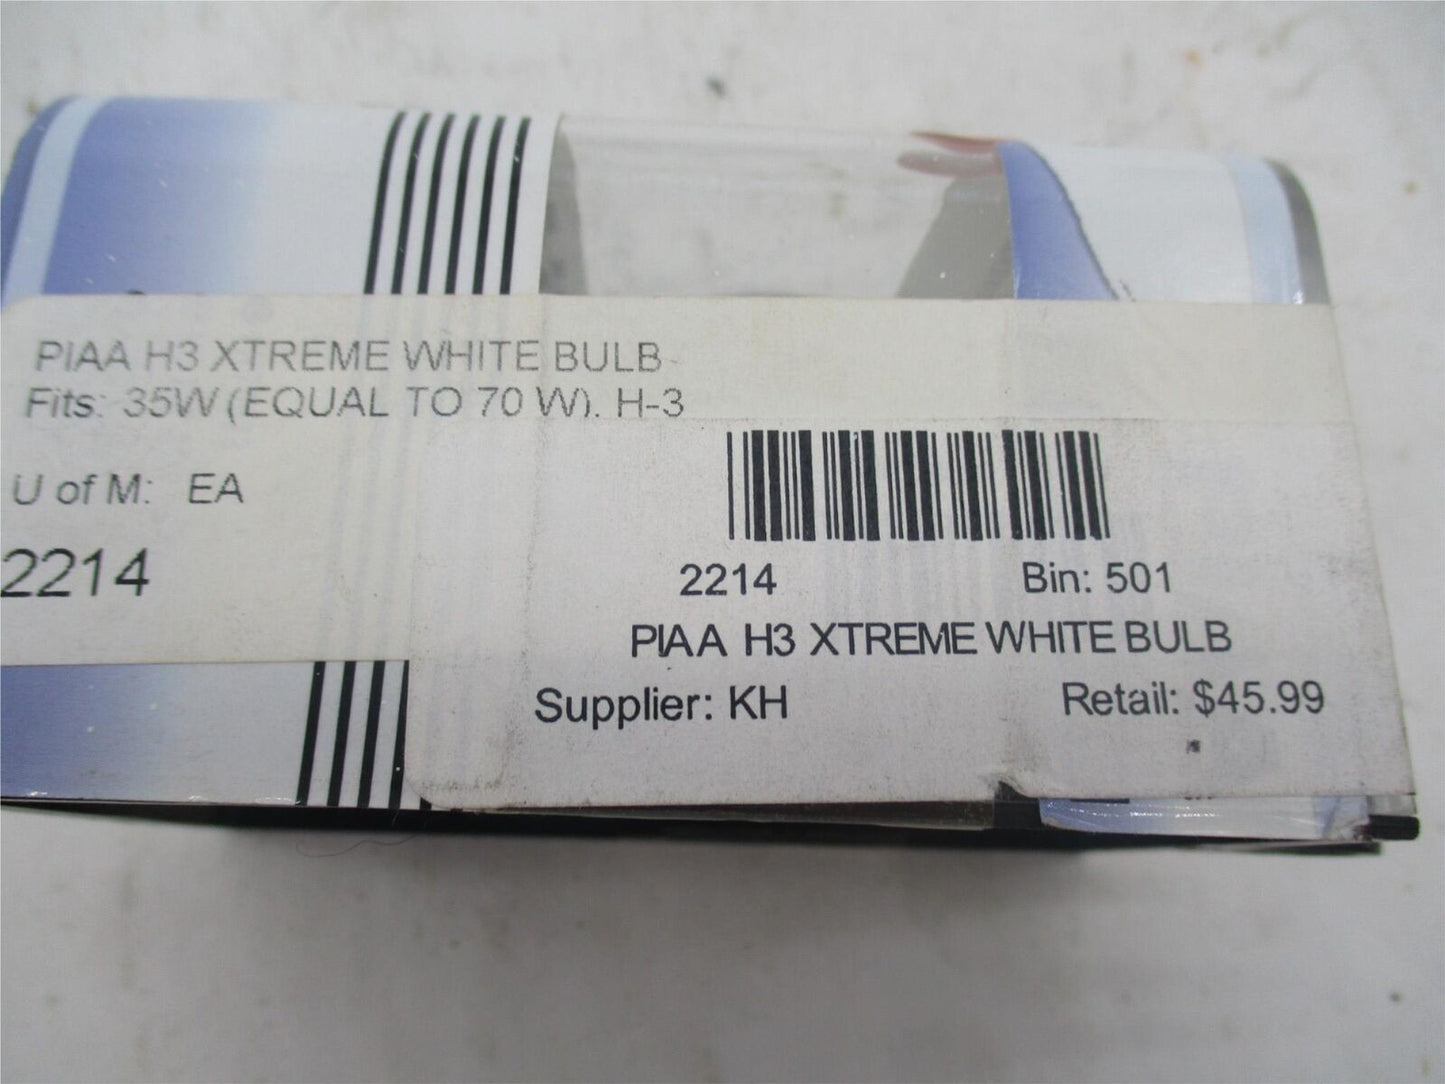 PIAA H3 XTREME WHITE BULB
Fits: 35W (EQUAL TO 70 W). H-3
U of M: EA
2214
2214 Bin: 501
PIAA H3 XTREME WHITE BULB
Supplier: KH Retail: $45.99